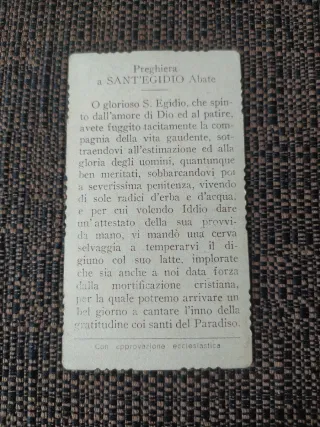 Preghiera
a SANT'EGIDIO Abate
O glorioso S. Egidio, che spin-
to dall'amore di Dio ed al patire,
avete fuggito tacitamente la com-
pagnia della vita gaudente, sot-
traendovi all'estimazione ed alla
gloria degli uomini, quantunque
ben meritati, sobbarcandovi poi
a severissima penitenza, vivendo
di sole radici d'erba e d'acqua,
e per cui volendo Iddio dare
un'attestato della sua provvi-
da mano, vi mandò una cerva
selvaggia a temperarvi il di-
giuno col suo latte, implorate
che sia anche a noi data forza
dalla mortificazione cristiana,
per la quale potremo arrivare un
bel giorno a cantare l'inno della
gratitudine coi santi del Paradiso.
Con approvazione ecclesiastica